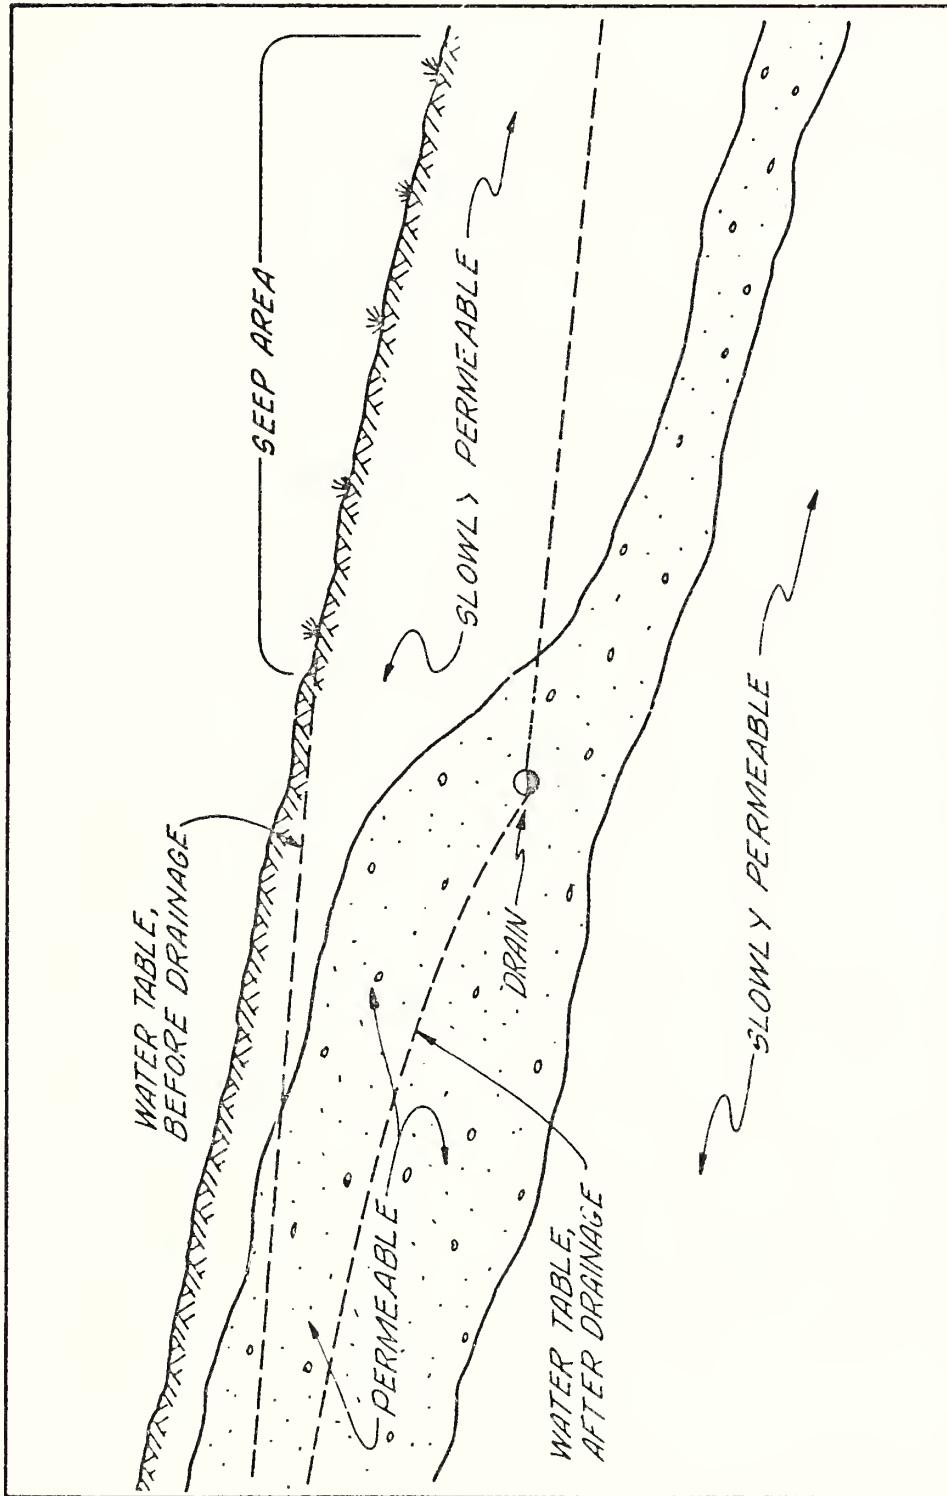 SEEP AREA
WATER TABLE,
BEFORE DRAINAGE
SLOWLY PERMEABLE
DRAIN
PERMEABLE
WATER TABLE,
AFTER DRAINAGE
SLOWLY PERMEABLE